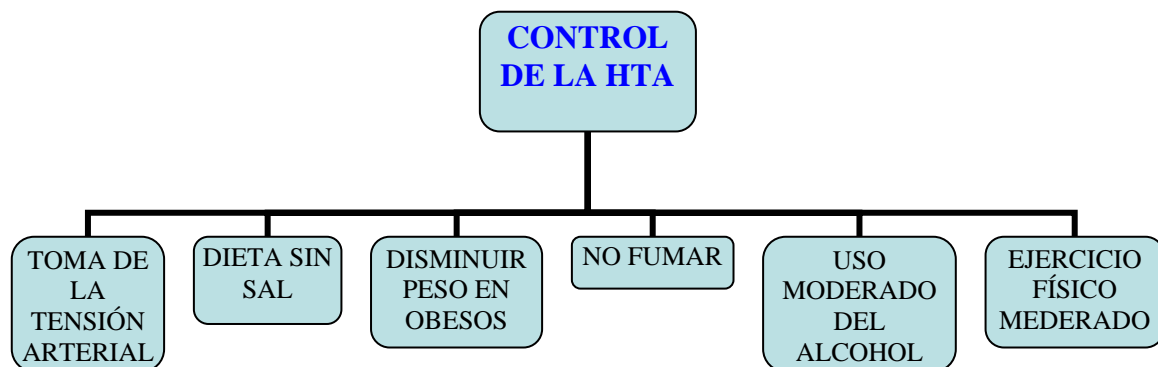 CONTROL
DE LA HTA
TOMA DE
LA
TENSIÓN
ARTERIAL
DIETA SIN
SAL
DISMINUIR
PESO EN
OBESOS
NO FUMAR
USO
MODERADO
DEL
ALCOHOL
EJERCICIO
FÍSICO
MEDERADO